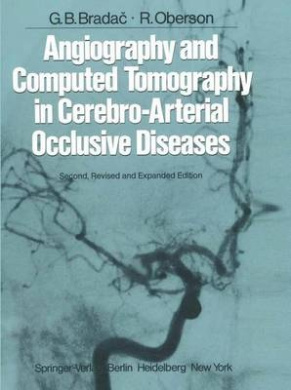 G.B.Bradač · R.Oberson
Angiography and
Computed Tomography
in Cerebro-Arterial
Occlusive Diseases
Second, Revised and Expanded Edition
Springer-Verlag Berlin Heidelberg New York